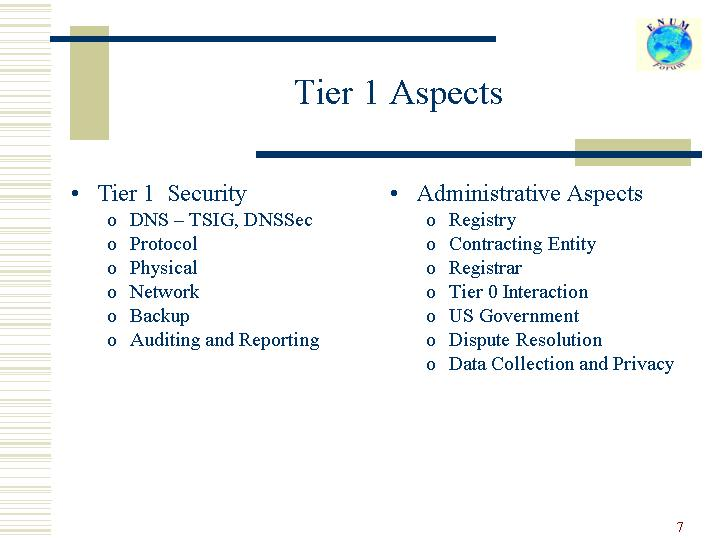 ENUM
Forum
Tier 1 Aspects
• Tier 1  Security
o DNS – TSIG, DNSSec
o Protocol
o Physical
o Network
o Backup
o Auditing and Reporting
• Administrative Aspects
o Registry
o Contracting Entity
o Registrar
o Tier 0 Interaction
o US Government
o Dispute Resolution
o Data Collection and Privacy
7